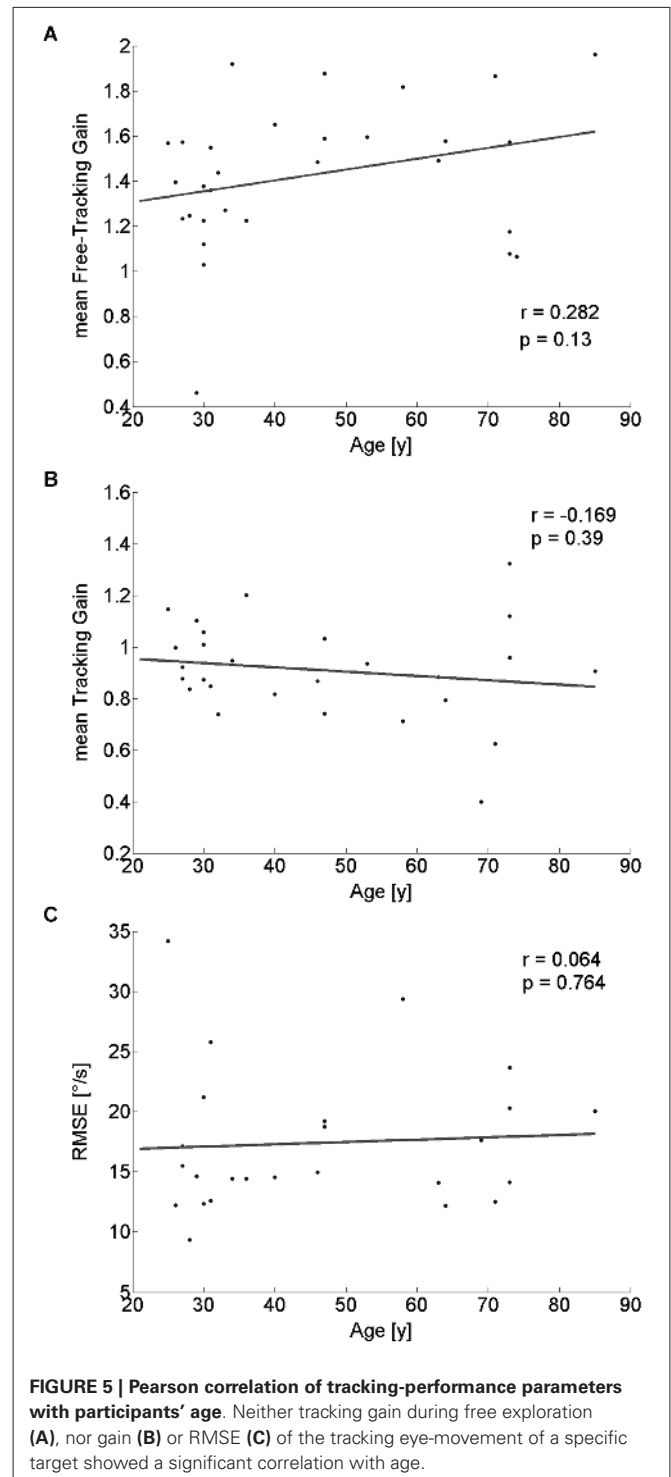 A
2
1.8
1.6
1.4
1.2
1
0.8
0.6
0.4
mean Free-Tracking Gain
r = 0.282
p = 0.13
20 30 40 50 60 70 80 90
Age [y]
B
1.6
1.4
1.2
1
0.8
0.6
0.4
0.2
mean Tracking Gain
r = -0.169
p = 0.39
20 30 40 50 60 70 80 90
Age [y]
C
35
30
25
20
15
10
5
RMSE [°/s]
r = 0.064
p = 0.764
20 30 40 50 60 70 80 90
Age [y]
FIGURE 5 | Pearson correlation of tracking-performance parameters
with participants’ age. Neither tracking gain during free exploration
(A), nor gain (B) or RMSE (C) of the tracking eye-movement of a specific
target showed a significant correlation with age.